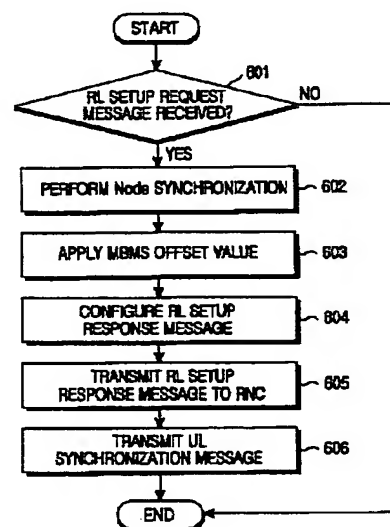 START
601
RL SETUP REQUEST
MESSAGE RECEIVED?
NO
YES
PERFORM Node SYNCHRONIZATION
602
APPLY MBMS OFFSET VALUE
603
CONFIGURE RL SETUP
RESPONSE MESSAGE
604
TRANSMIT RL SETUP
RESPONSE MESSAGE TO RNC
605
TRANSMIT UL
SYNCHRONIZATION MESSAGE
606
END